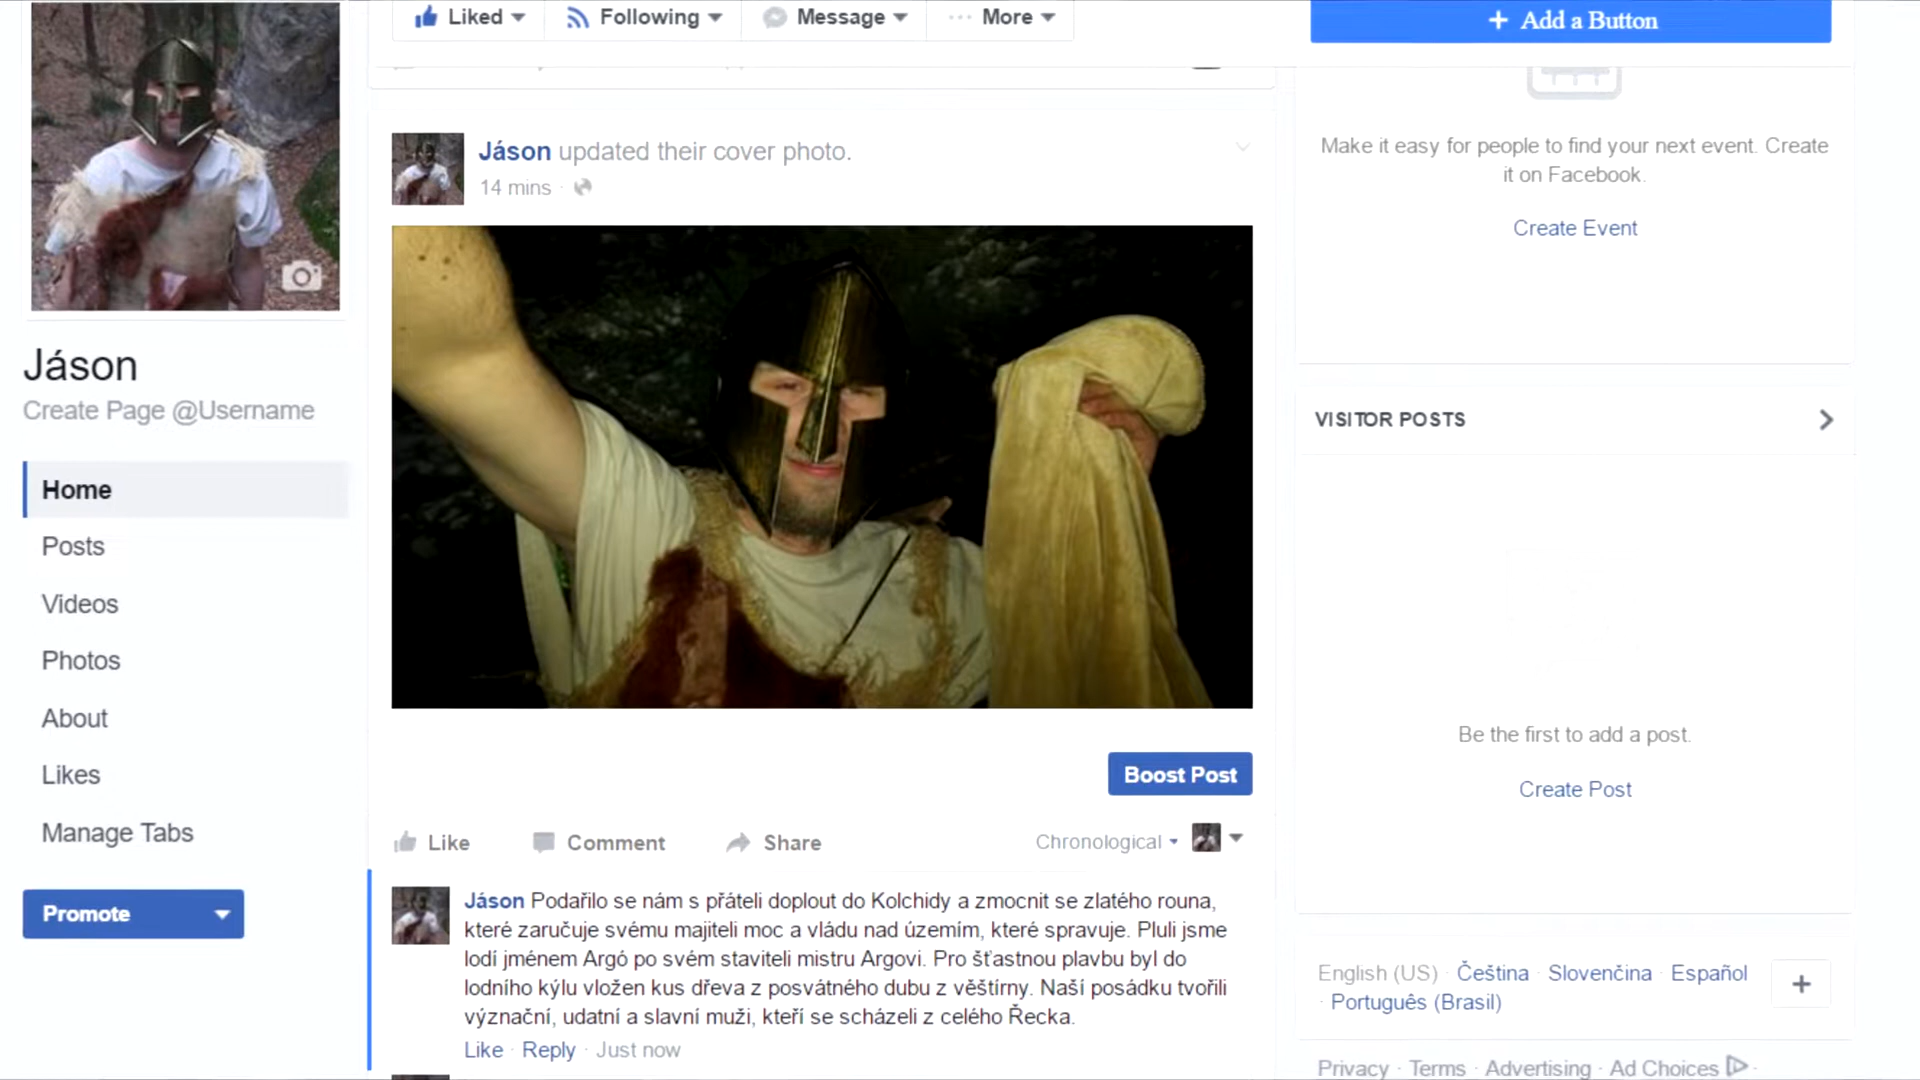 Liked
Following
Message
··· More
+ Add a Button
Jáson updated their cover photo.
14 mins ·
Jáson
Create Page @Username
Home
Posts
Videos
Photos
About
Likes
Manage Tabs
Promote
Boost Post
Like
Comment
Share
Chronological
Jáson Podařilo se nám s přáteli doplout do Kolchidy a zmocnit se zlatého rouna,
které zaručuje svému majiteli moc a vládu nad územím, které spravuje. Pluli jsme
lodí jménem Argó po svém staviteli mistru Argovi. Pro šťastnou plavbu byl do
lodního kýlu vložen kus dřeva z posvátného dubu z věštírny. Naší posádku tvořili
význační, udatní a slavní muži, kteří se scházeli z celého Řecka.
Like · Reply · Just now
Make it easy for people to find your next event. Create
it on Facebook.
Create Event
VISITOR POSTS
Be the first to add a post.
Create Post
English (US) · Čeština · Slovenčina · Español
· Português (Brasil)
+
Privacy · Terms · Advertising · Ad Choices ·